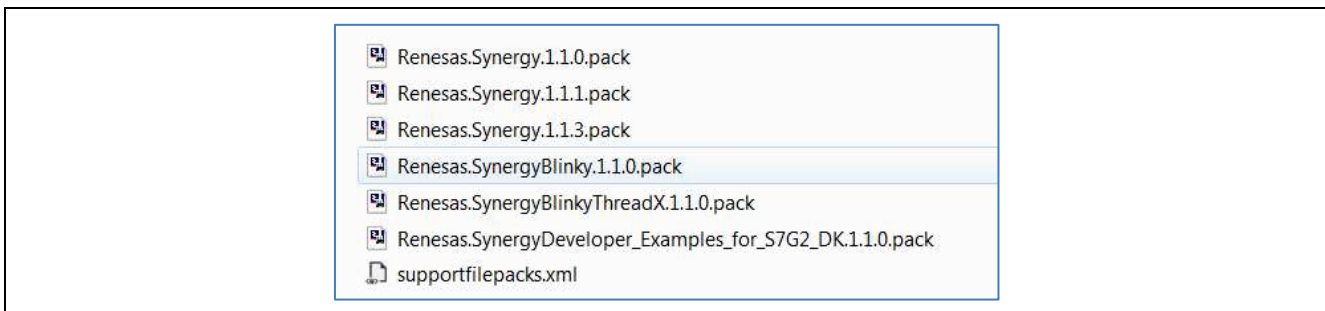 Renesas.Synergy.1.1.0.pack
Renesas.Synergy.1.1.1.pack
Renesas.Synergy.1.1.3.pack
Renesas.SynergyBlinky.1.1.0.pack
Renesas.SynergyBlinkyThreadX.1.1.0.pack
Renesas.SynergyDeveloper_Examples_for_S7G2_DK.1.1.0.pack
supportfilepacks.xml